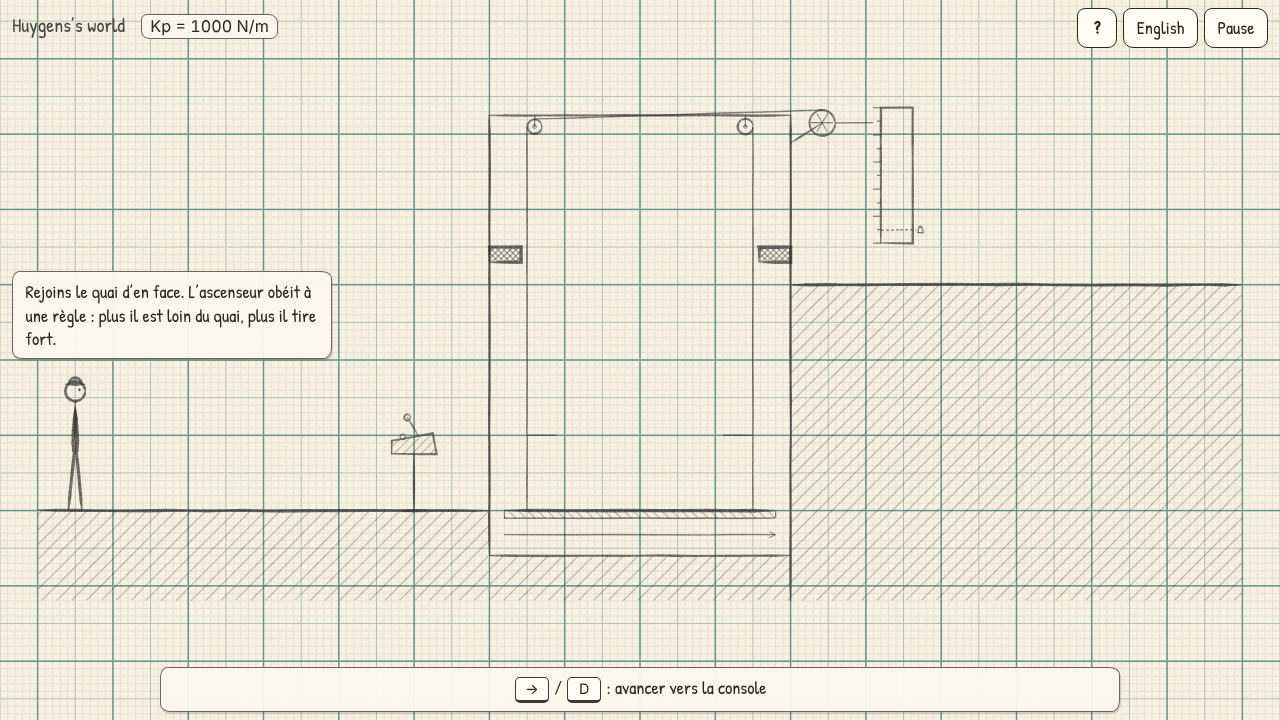 Huygens's world
Kp = 1000 N/m
?
English
Pause
Rejoins le quai d'en face. L'ascenseur obéit à
une règle : plus il est loin du quai, plus il tire
fort.
→ / D : avancer vers la console